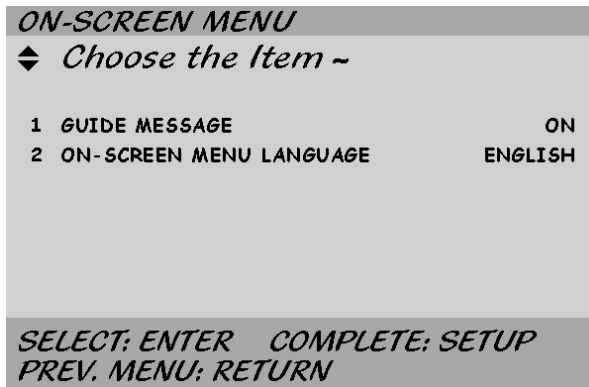 ON-SCREEN MENU
Choose the Item ~
1 GUIDE MESSAGE ON
2 ON-SCREEN MENU LANGUAGE ENGLISH
SELECT: ENTER COMPLETE: SETUP
PREV. MENU: RETURN